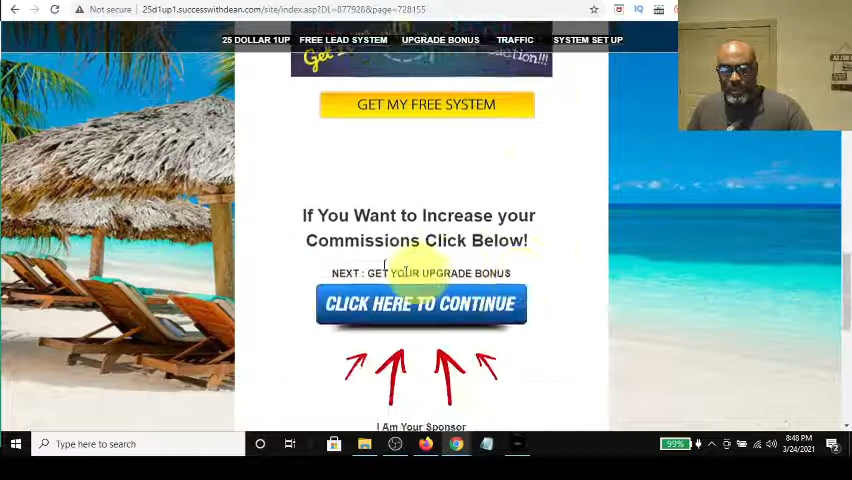 Not secure | 25d1up1.successwithdean.com/site/index.asp?DL=877928&page=728155
25 DOLLAR 1UP FREE LEAD SYSTEM UPGRADE BONUS TRAFFIC SYSTEM SET UP
GET MY FREE SYSTEM
If You Want to Increase your
Commissions Click Below!
NEXT : GET YOUR UPGRADE BONUS
CLICK HERE TO CONTINUE
I Am Your Sponsor
Type here to search
99%
8:48 PM
3/24/2021